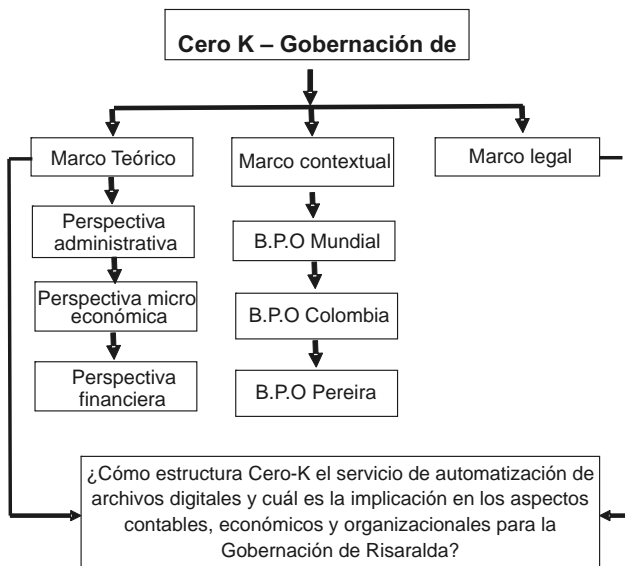 Cero K – Gobernación de
Marco Teórico
Marco contextual
Marco legal
Perspectiva
administrativa
B.P.O Mundial
Perspectiva micro
económica
B.P.O Colombia
Perspectiva
financiera
B.P.O Pereira
¿Cómo estructura Cero-K el servicio de automatización de
archivos digitales y cuál es la implicación en los aspectos
contables, económicos y organizacionales para la
Gobernación de Risaralda?